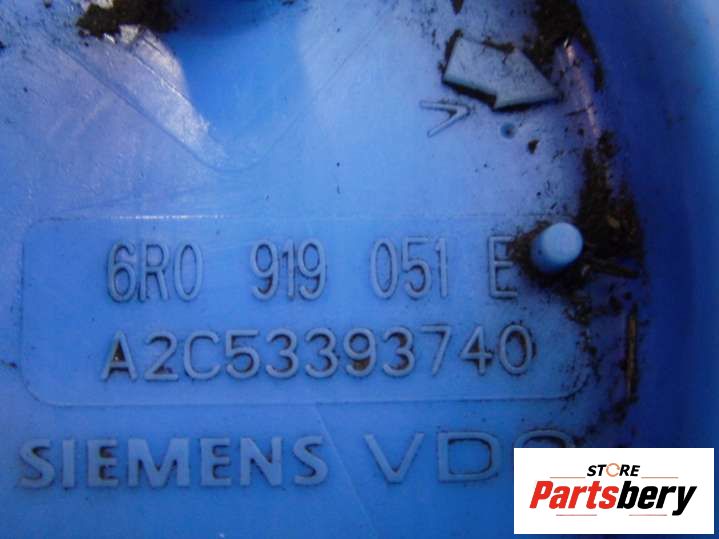 6R0 919 051 E
A2C53393740
SIEMENS VDO
STORE
Partsbery